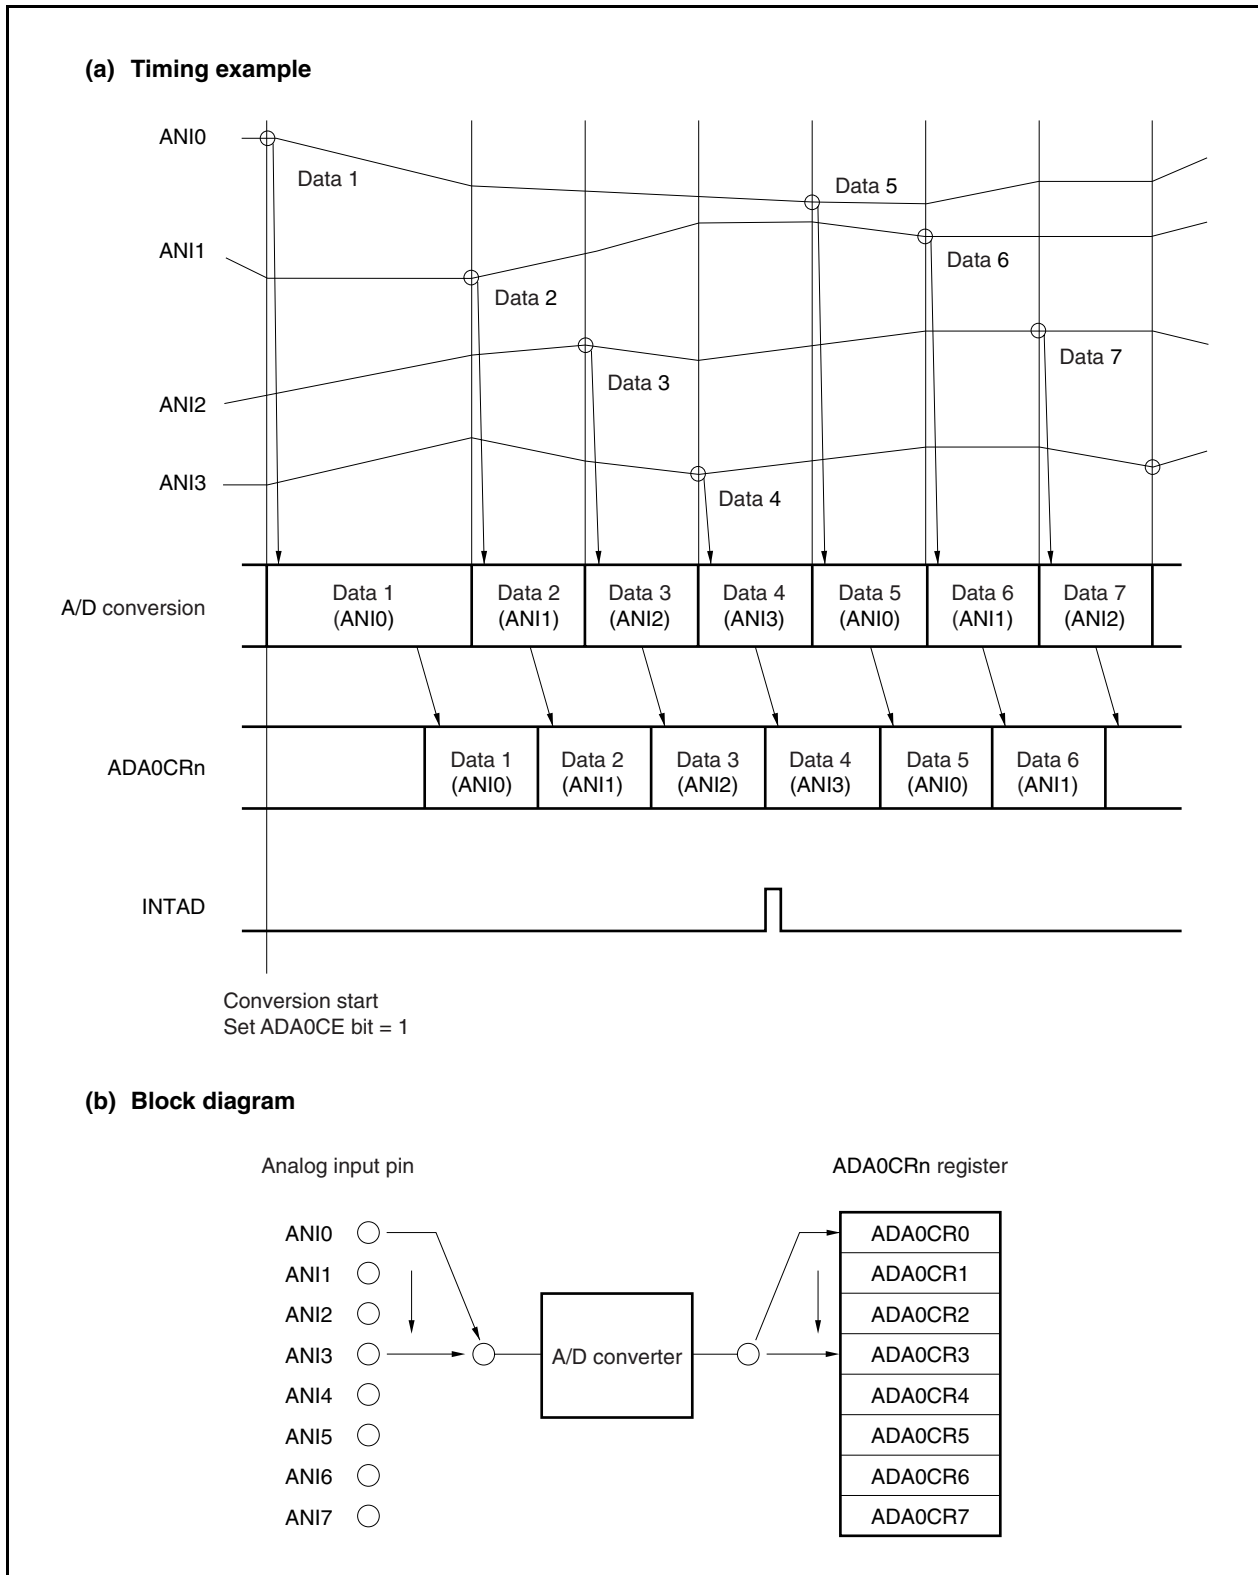 (a) Timing example
ANI0
Data 1
Data 5
ANI1
Data 6
Data 2
Data 7
Data 3
ANI2
ANI3
Data 4
A/D conversion
Data 1 Data 2 Data 3 Data 4 Data 5 Data 6 Data 7
(ANI0) (ANI1) (ANI2) (ANI3) (ANI0) (ANI1) (ANI2)
ADA0CRn
Data 1 Data 2 Data 3 Data 4 Data 5 Data 6
(ANI0) (ANI1) (ANI2) (ANI3) (ANI0) (ANI1)
INTAD
Conversion start
Set ADA0CE bit = 1
(b) Block diagram
Analog input pin
ADA0CRn register
ANI0
ANI1
ANI2
ANI3
ANI4
ANI5
ANI6
ANI7
A/D converter
ADA0CR0
ADA0CR1
ADA0CR2
ADA0CR3
ADA0CR4
ADA0CR5
ADA0CR6
ADA0CR7